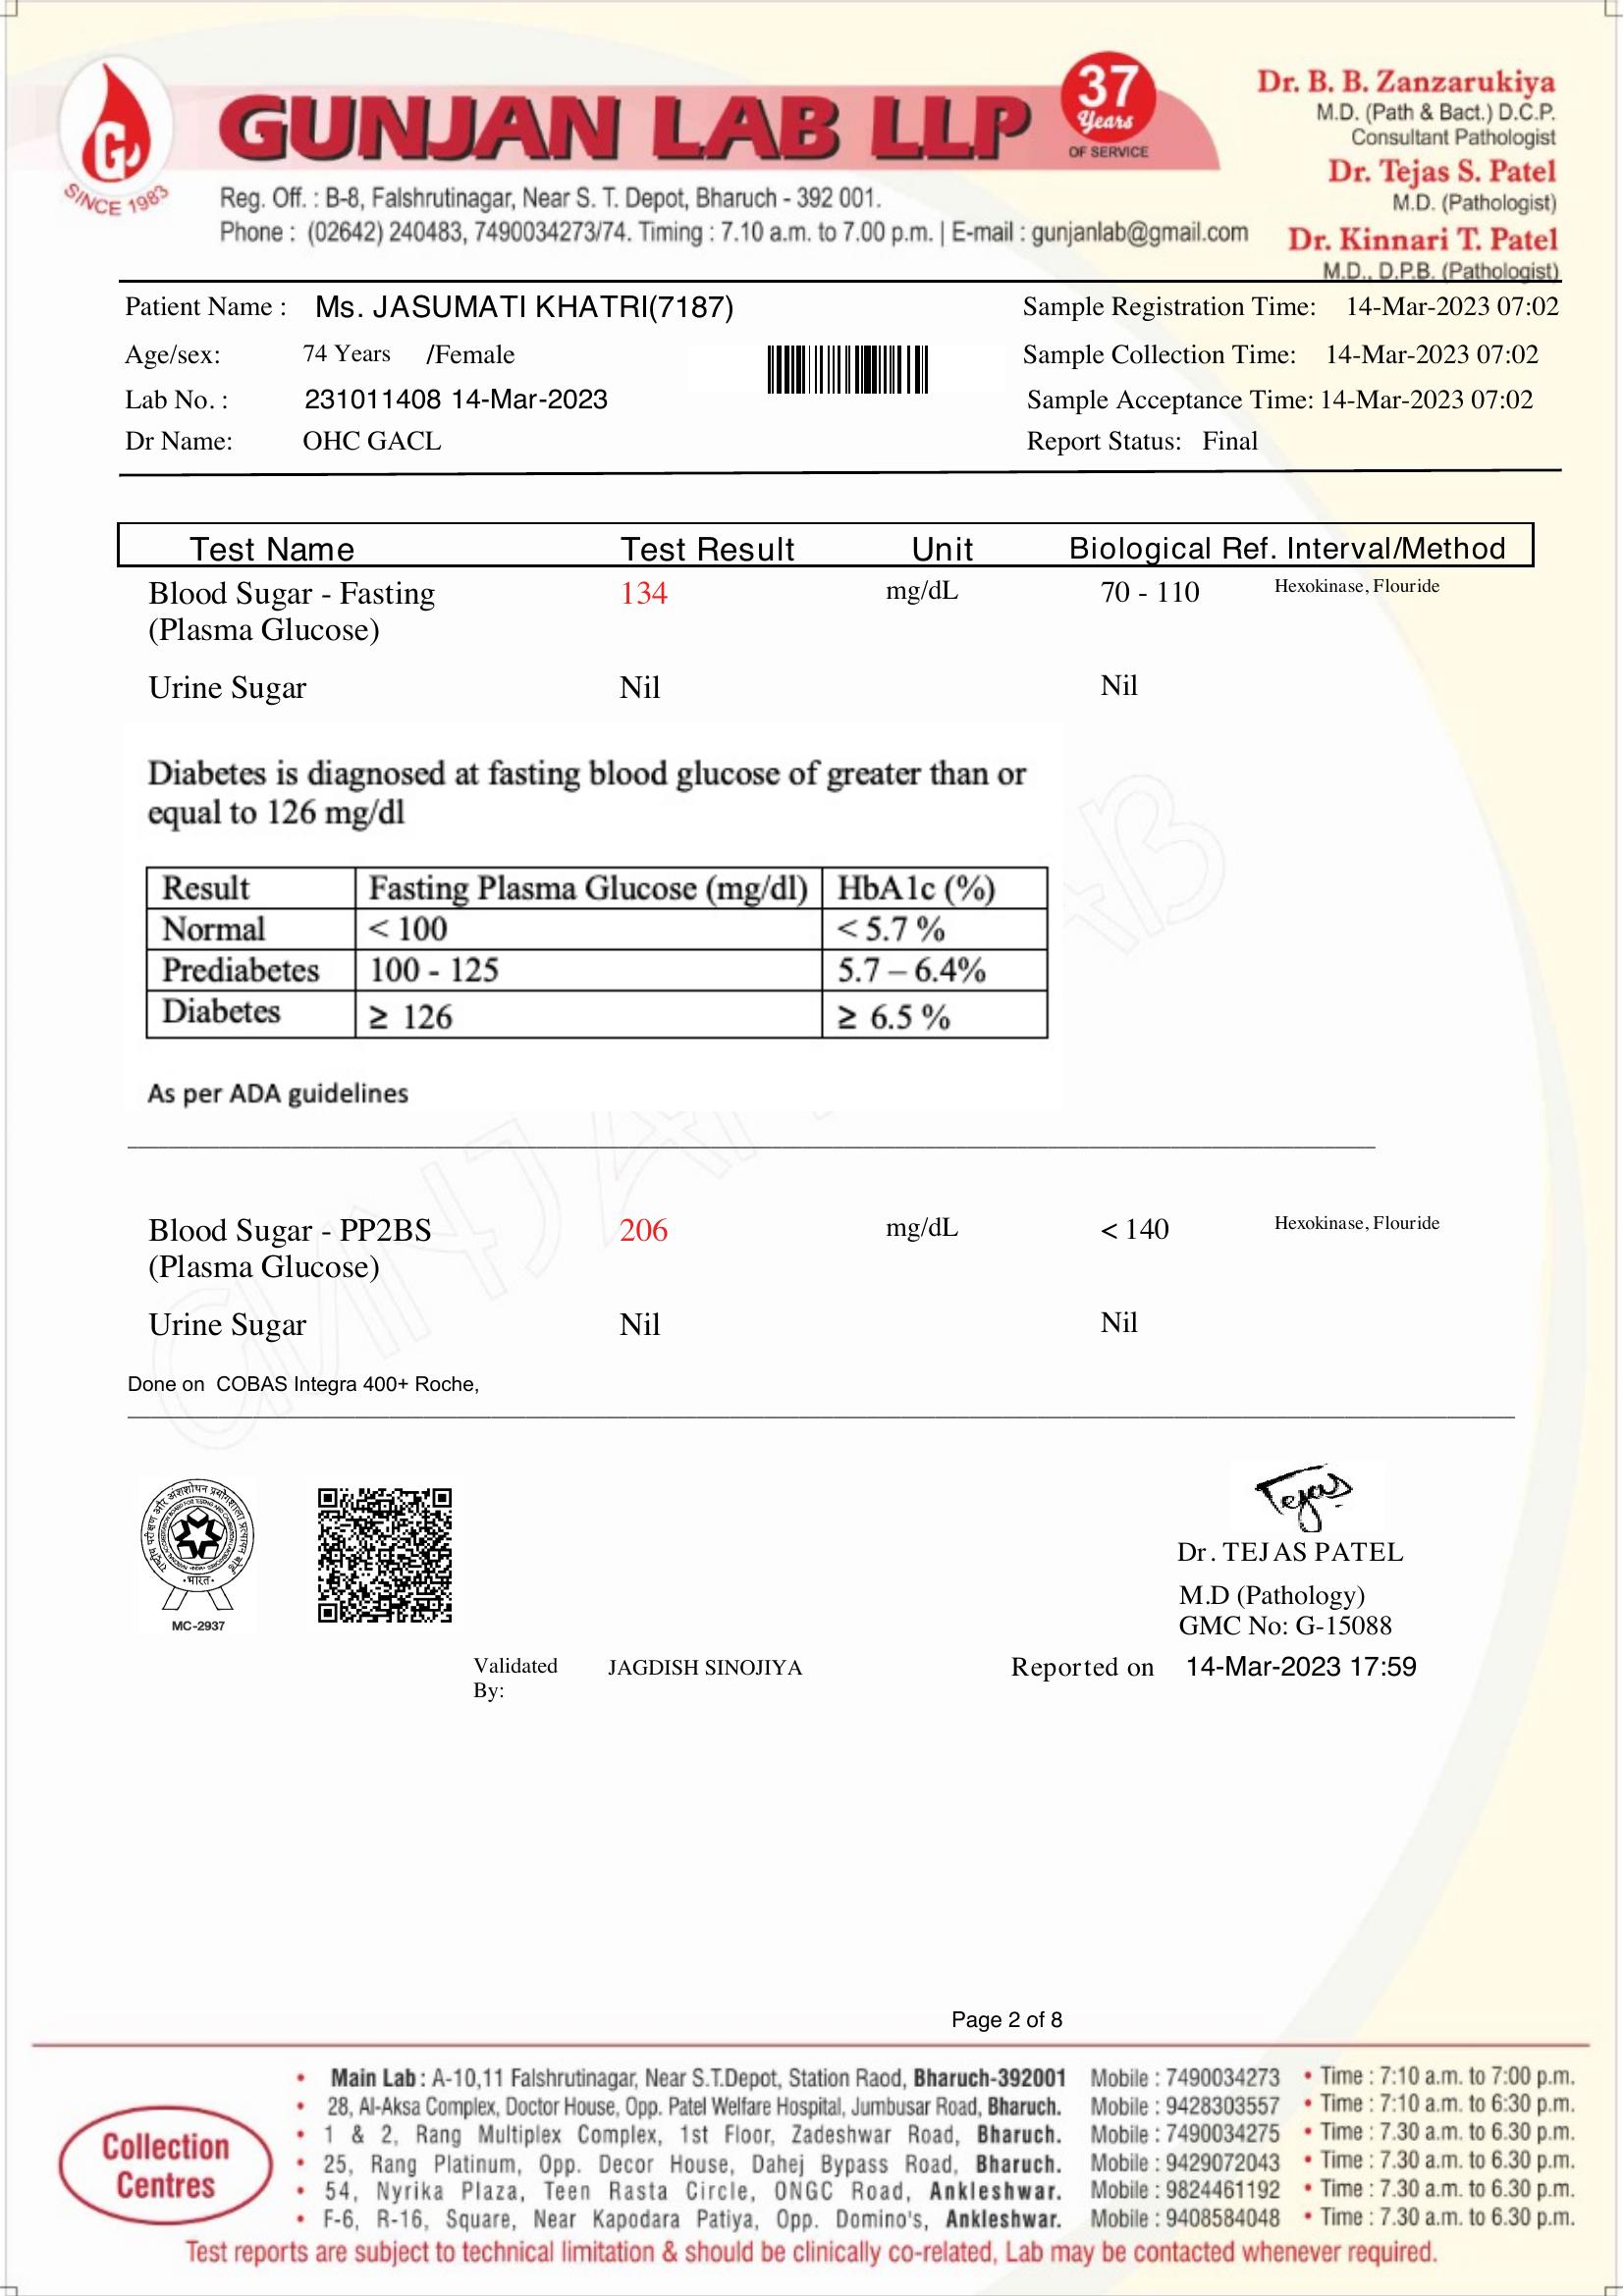 G
SINCE 1983
GUNJAN LAB LLP
37
Years
OF SERVICE
Reg. Off. : B-8, Falshrutinagar, Near S. T. Depot, Bharuch - 392 001.
Phone : (02642) 240483, 7490034273/74. Timing : 7.10 a.m. to 7.00 p.m. | E-mail : gunjanlab@gmail.com
Dr. B. B. Zanzarukiya
M.D. (Path & Bact.) D.C.P.
Consultant Pathologist
Dr. Tejas S. Patel
M.D. (Pathologist)
Dr. Kinnari T. Patel
M.D., D.P.B. (Pathologist)
Patient Name : Ms. JASUMATI KHATRI(7187) Sample Registration Time: 14-Mar-2023 07:02
Age/sex: 74 Years /Female Sample Collection Time: 14-Mar-2023 07:02
Lab No. : 231011408 14-Mar-2023 Sample Acceptance Time: 14-Mar-2023 07:02
Dr Name: OHC GACL Report Status: Final
Test Name Test Result Unit Biological Ref. Interval/Method
Blood Sugar - Fasting 134 mg/dL 70 - 110 Hexokinase, Flouride
(Plasma Glucose)
Urine Sugar Nil Nil
Diabetes is diagnosed at fasting blood glucose of greater than or
equal to 126 mg/dl
Result Fasting Plasma Glucose (mg/dl) HbA1c (%)
Normal < 100 < 5.7 %
Prediabetes 100 - 125 5.7 – 6.4%
Diabetes ≥ 126 ≥ 6.5 %
As per ADA guidelines
Blood Sugar - PP2BS 206 mg/dL < 140 Hexokinase, Flouride
(Plasma Glucose)
Urine Sugar Nil Nil
Done on COBAS Integra 400+ Roche,
MC-2937
Tejas
Dr. TEJAS PATEL
M.D (Pathology)
GMC No: G-15088
Validated By: JAGDISH SINOJIYA Reported on 14-Mar-2023 17:59
Page 2 of 8
Collection
Centres
• Main Lab : A-10,11 Falshrutinagar, Near S.T.Depot, Station Raod, Bharuch-392001 Mobile : 7490034273 • Time : 7:10 a.m. to 7:00 p.m.
• 28, Al-Aksa Complex, Doctor House, Opp. Patel Welfare Hospital, Jumbusar Road, Bharuch. Mobile : 9428303557 • Time : 7:10 a.m. to 6:30 p.m.
• 1 & 2, Rang Multiplex Complex, 1st Floor, Zadeshwar Road, Bharuch. Mobile : 7490034275 • Time : 7.30 a.m. to 6.30 p.m.
• 25, Rang Platinum, Opp. Decor House, Dahej Bypass Road, Bharuch. Mobile : 9429072043 • Time : 7.30 a.m. to 6.30 p.m.
• 54, Nyrika Plaza, Teen Rasta Circle, ONGC Road, Ankleshwar. Mobile : 9824461192 • Time : 7.30 a.m. to 6.30 p.m.
• F-6, R-16, Square, Near Kapodara Patiya, Opp. Domino's, Ankleshwar. Mobile : 9408584048 • Time : 7.30 a.m. to 6.30 p.m.
Test reports are subject to technical limitation & should be clinically co-related, Lab may be contacted whenever required.